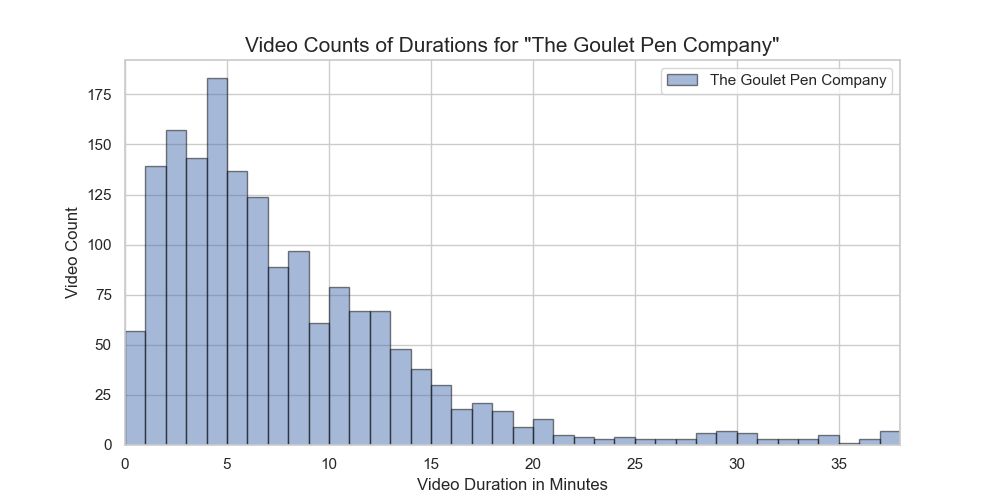 Video Counts of Durations for "The Goulet Pen Company"
The Goulet Pen Company
Video Count
175
150
125
100
75
50
25
0
0 5 10 15 20 25 30 35
Video Duration in Minutes